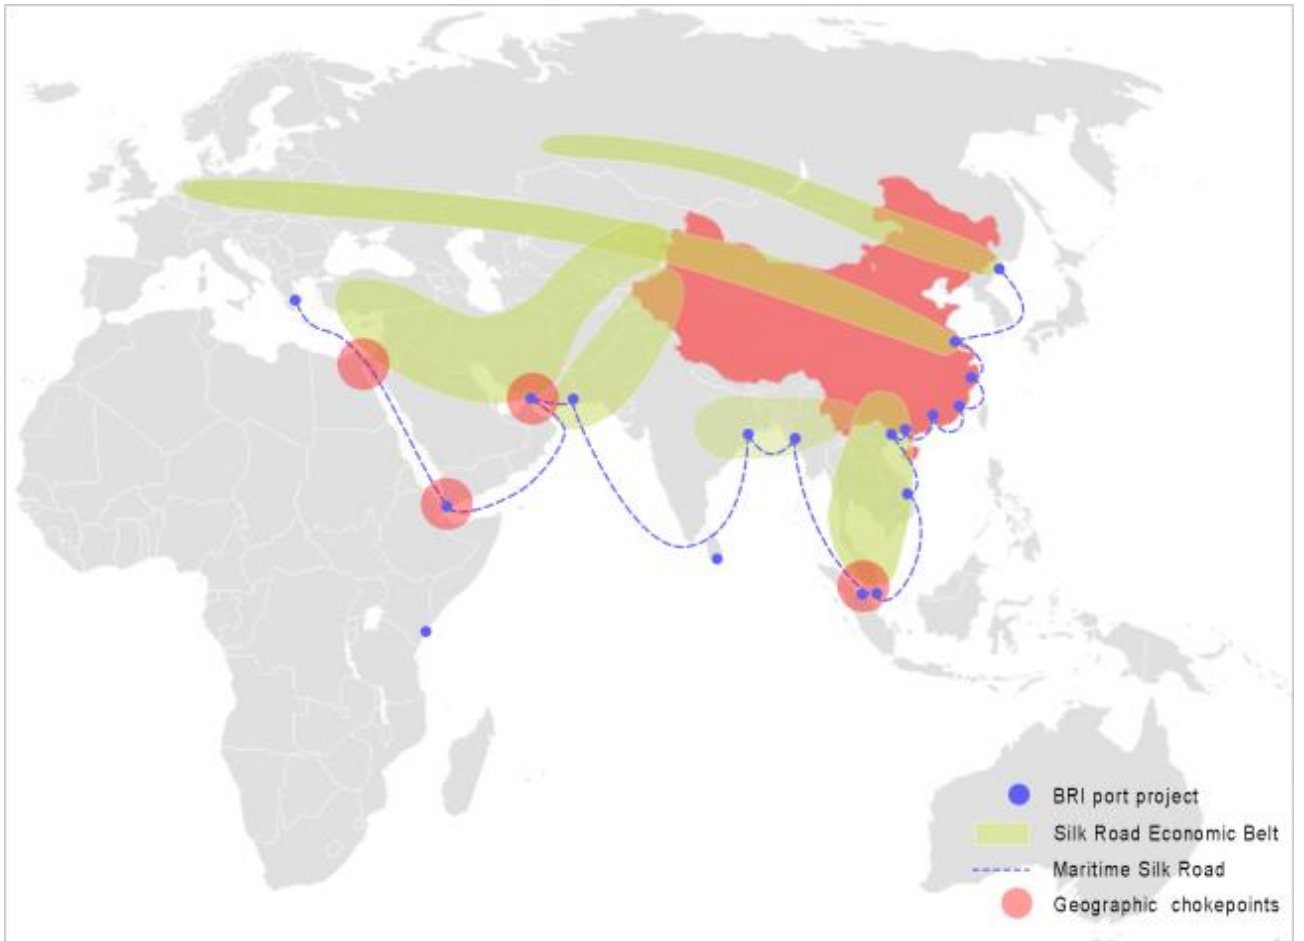 BRI port project
Silk Road Economic Belt
Maritime Silk Road
Geographic chokepoints